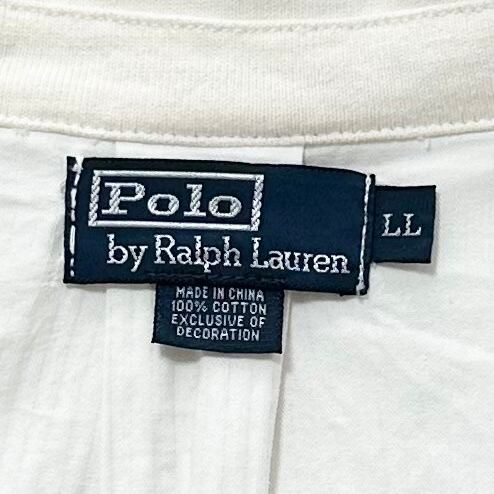 Polo
by Ralph Lauren
LL
MADE IN CHINA
100% COTTON
EXCLUSIVE OF
DECORATION